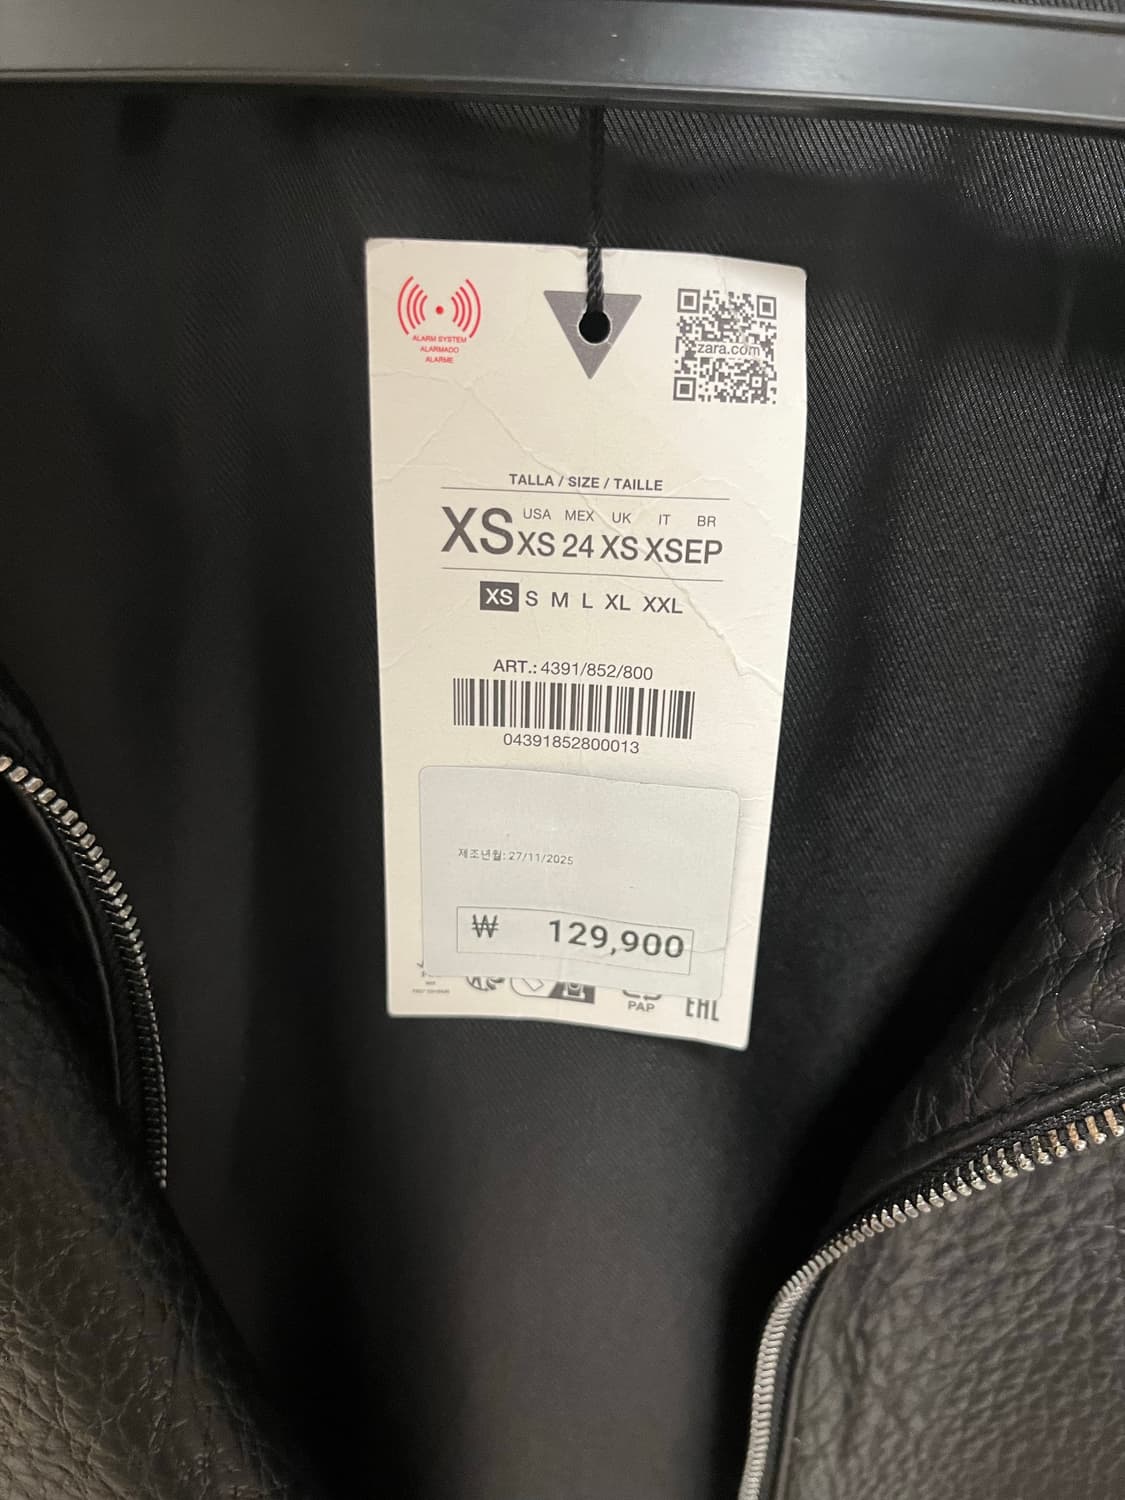 ALARM SYSTEM
ALARMADO
ALARME
zara.com
TALLA / SIZE / TAILLE
USA MEX UK IT BR
XS XS 24 XS XS EP
XS S M L XL XXL
ART.: 4391/852/800
04391852800013
제조년월: 27/11/2025
₩ 129,900
PAP
EAC